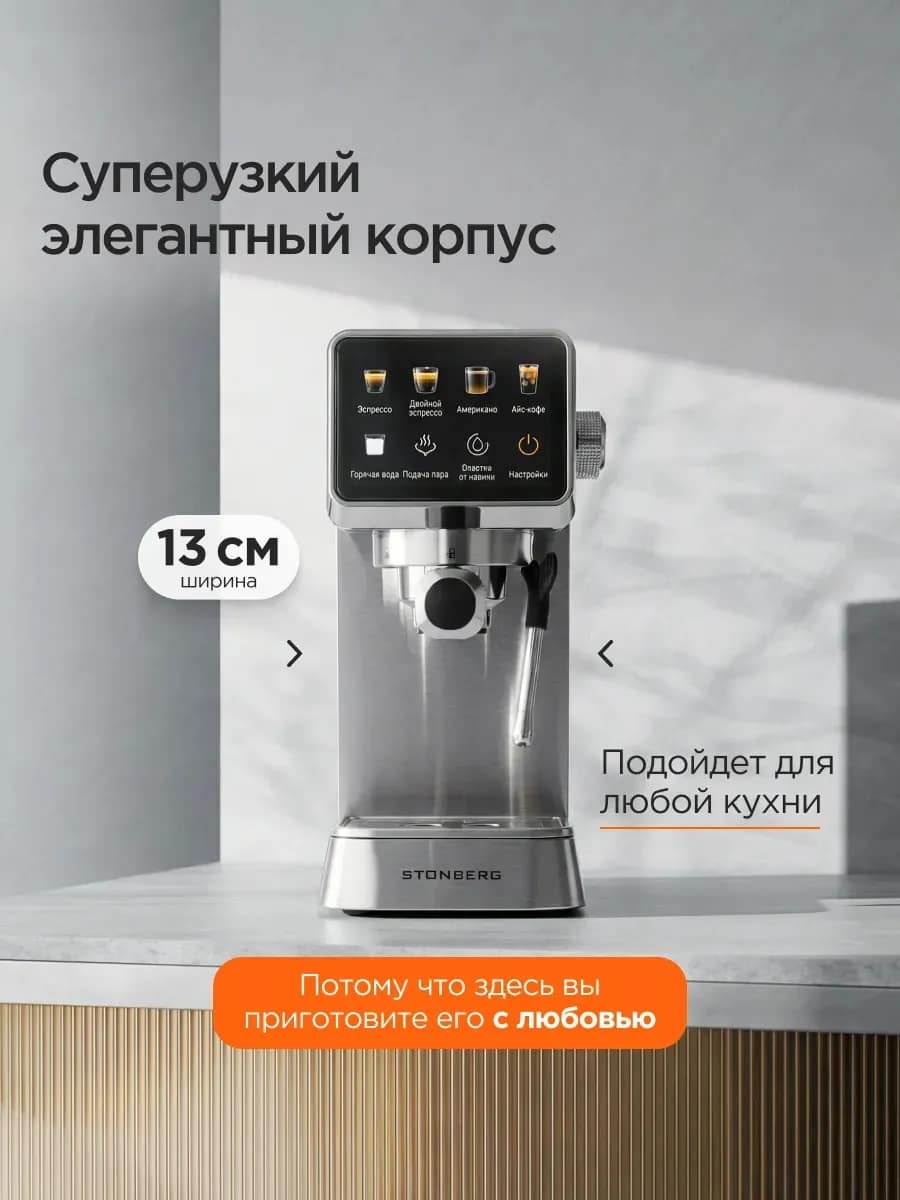 Суперузкий
элегантный корпус
Эспрессо
Двойной
эспрессо
Американо
Айс-кофе
Горячая вода
Подача пара
Очистка
от накипи
Настройки
13 см
ширина
Подойдет для
любой кухни
STONBERG
Потому что здесь вы
приготовите его с любовью